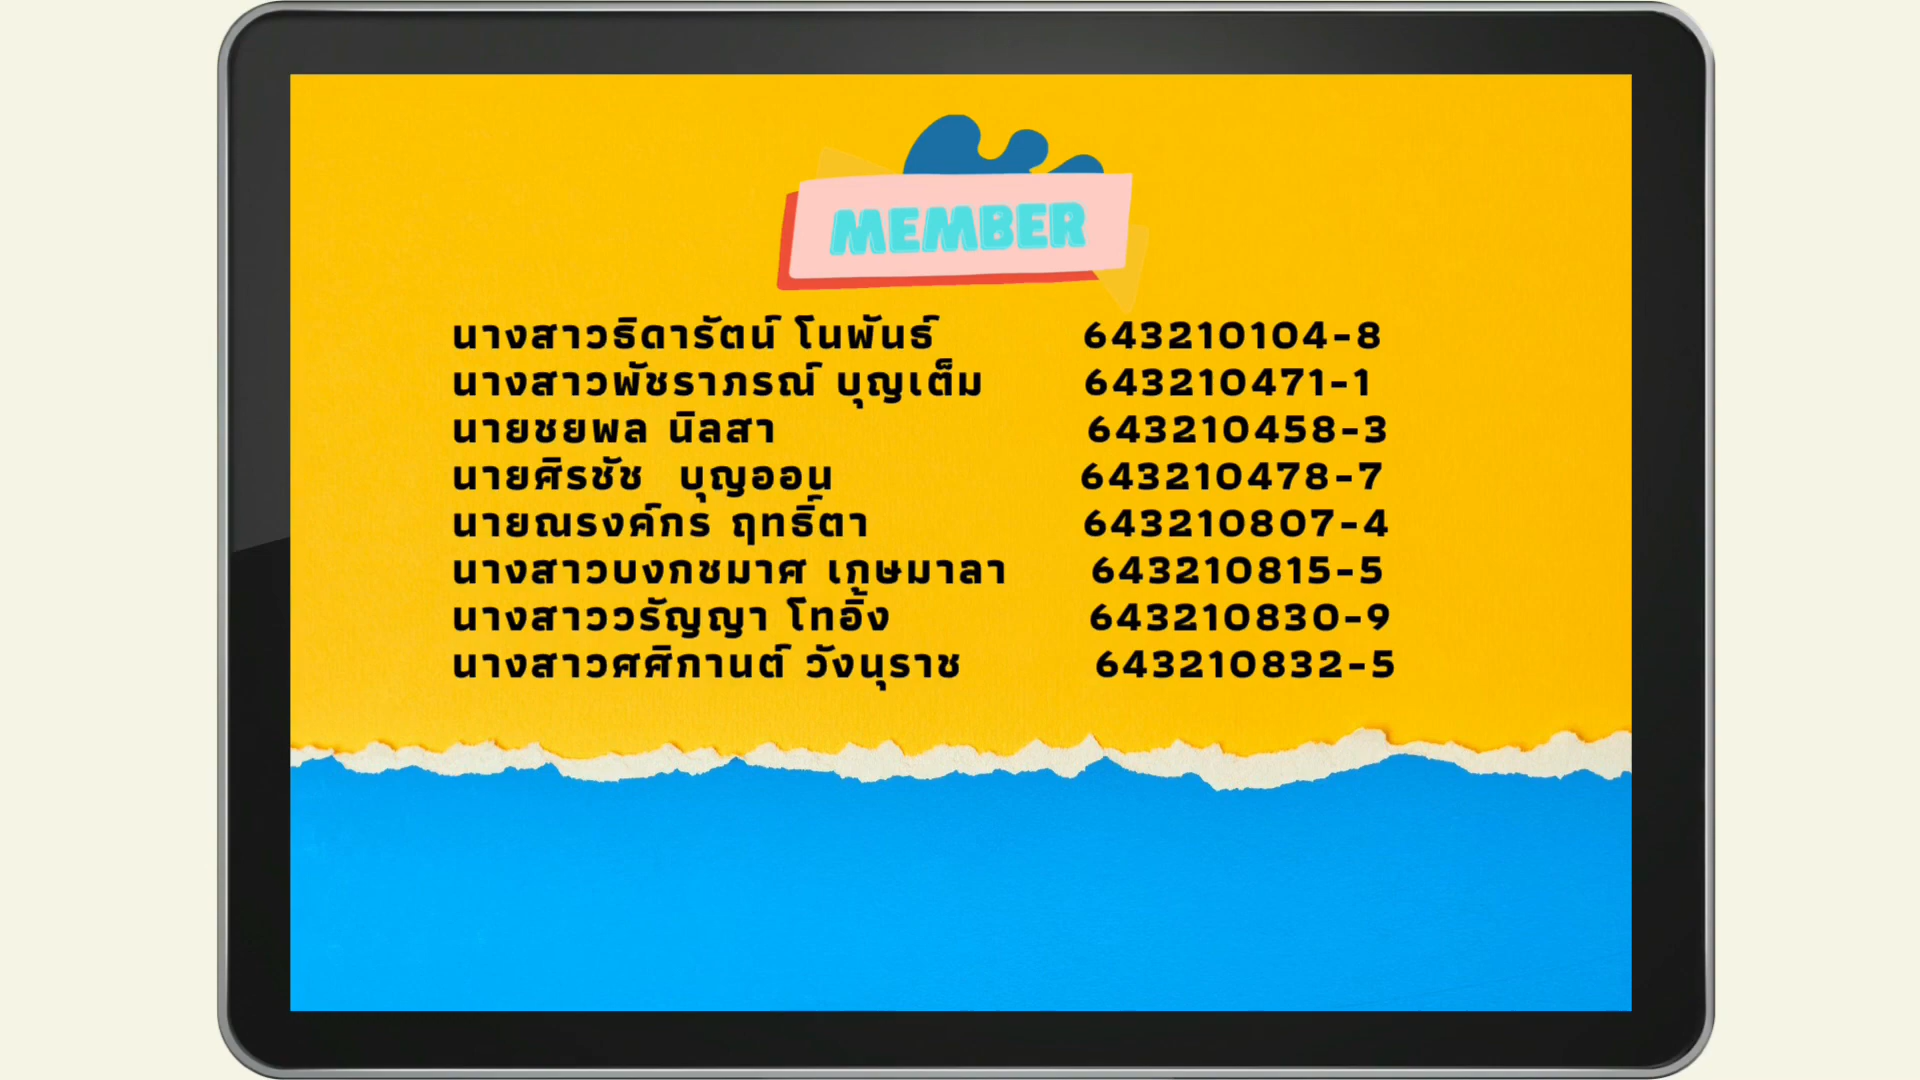 MEMBER
นางสาวธิดารัตน์ โนพันธ์ 643210104-8
นางสาวพัชราภรณ์ บุญเต็ม 643210471-1
นายชยพล นิลสา 643210458-3
นายศิรชัช บุญออน 643210478-7
นายณรงค์กร ฤทธิ์ตา 643210807-4
นางสาวบงกชมาศ เกษมาลา 643210815-5
นางสาววรัญญา โทอิ้ง 643210830-9
นางสาวศศิกานต์ วังนุราช 643210832-5